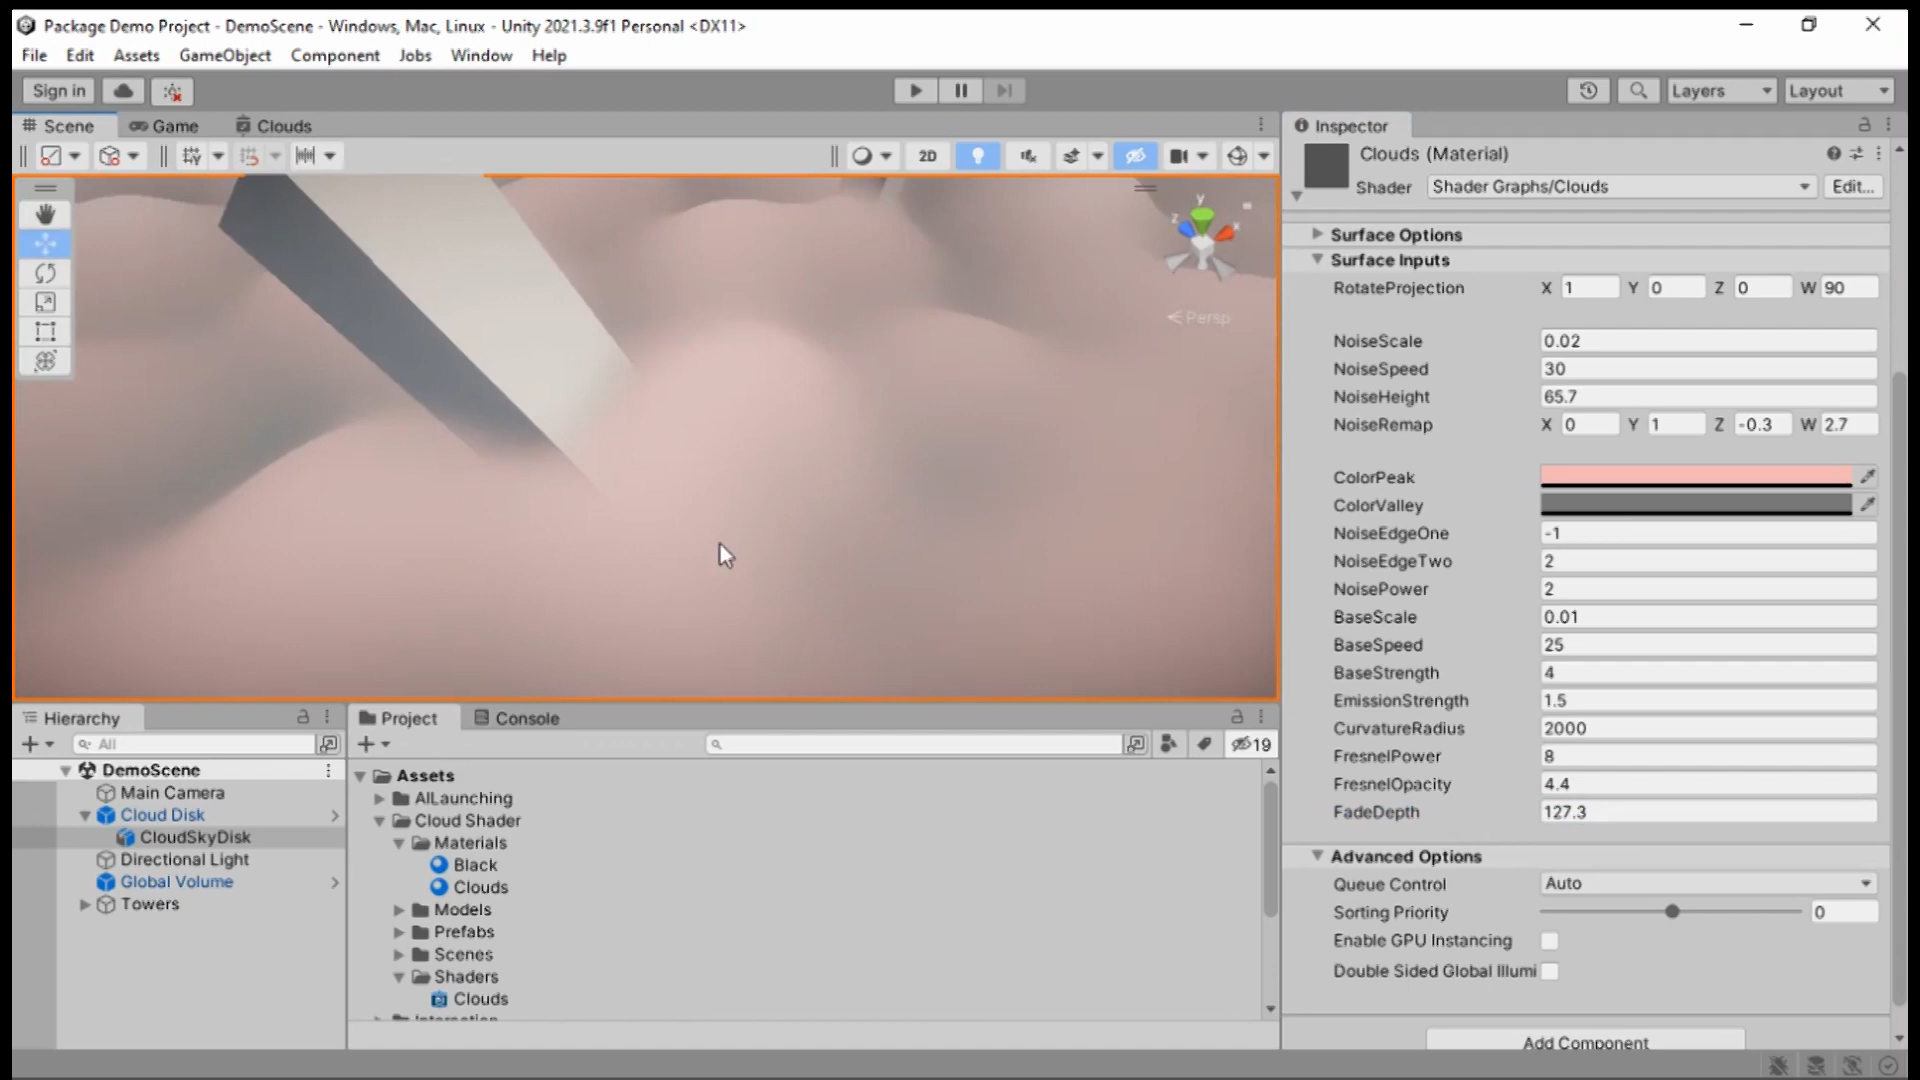 Package Demo Project - DemoScene - Windows, Mac, Linux - Unity 2021.3.9f1 Personal <DX11>
File Edit Assets GameObject Component Jobs Window Help
Sign in Layers Layout
Scene Game Clouds Inspector
2D
Clouds (Material)
Shader Shader Graphs/Clouds Edit...
y
z
x
Persp
Surface Options
Surface Inputs
RotateProjection X 1 Y 0 Z 0 W 90
NoiseScale 0.02
NoiseSpeed 30
NoiseHeight 65.7
NoiseRemap X 0 Y 1 Z -0.3 W 2.7
ColorPeak
ColorValley
NoiseEdgeOne -1
NoiseEdgeTwo 2
NoisePower 2
BaseScale 0.01
BaseSpeed 25
BaseStrength 4
EmissionStrength 1.5
CurvatureRadius 2000
FresnelPower 8
FresnelOpacity 4.4
FadeDepth 127.3
Advanced Options
Queue Control Auto
Sorting Priority 0
Enable GPU Instancing
Double Sided Global Illumi
Add Component
Hierarchy
All
DemoScene
Main Camera
Cloud Disk
CloudSkyDisk
Directional Light
Global Volume
Towers
Project Console
19
Assets
AILaunching
Cloud Shader
Materials
Black
Clouds
Models
Prefabs
Scenes
Shaders
Clouds